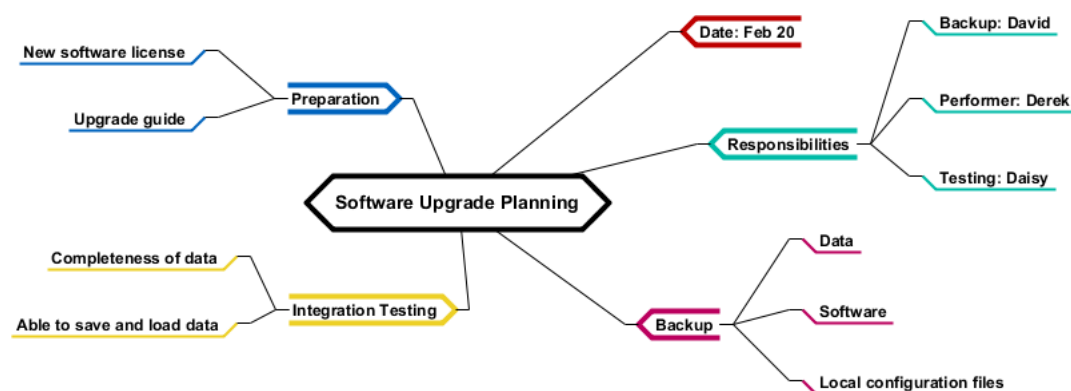 Date: Feb 20
Backup: David
New software license
Preparation
Performer: Derek
Upgrade guide
Responsibilities
Testing: Daisy
Software Upgrade Planning
Data
Completeness of data
Integration Testing
Software
Able to save and load data
Backup
Local configuration files